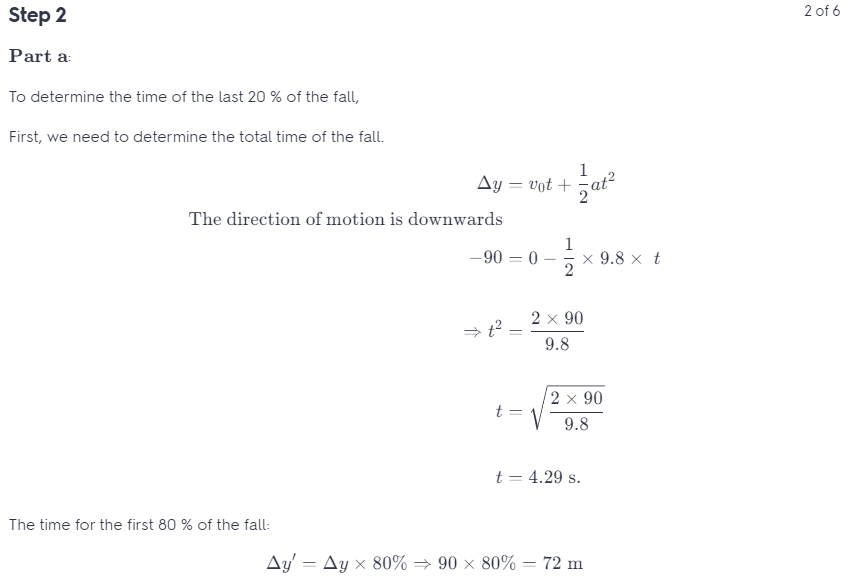 Step 2
2 of 6
Part a:
To determine the time of the last 20 % of the fall,
First, we need to determine the total time of the fall.
Δy = v₀t + 1/2 at²
The direction of motion is downwards
−90 = 0 − 1/2 × 9.8 × t
⇒ t² = 2 × 90 / 9.8
t = √(2 × 90 / 9.8)
t = 4.29 s.
The time for the first 80 % of the fall:
Δy′ = Δy × 80% ⇒ 90 × 80% = 72 m